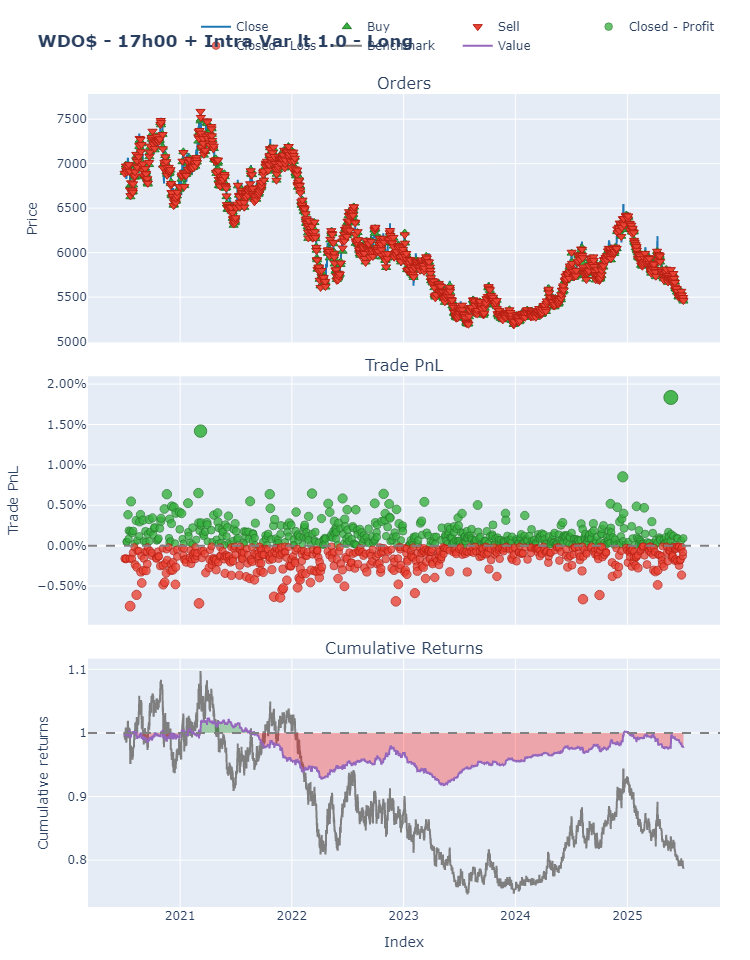 Close Buy Sell Closed - Profit
WDO$ - 17h00 + Intra Var lt 1.0 - Long
Closed - Loss Benchmark Value
Orders
7500
7000
6500
6000
5500
5000
Price
Trade PnL
2.00%
1.50%
1.00%
0.50%
0.00%
−0.50%
Trade PnL
Cumulative Returns
1.1
1
0.9
0.8
Cumulative returns
2021 2022 2023 2024 2025
Index